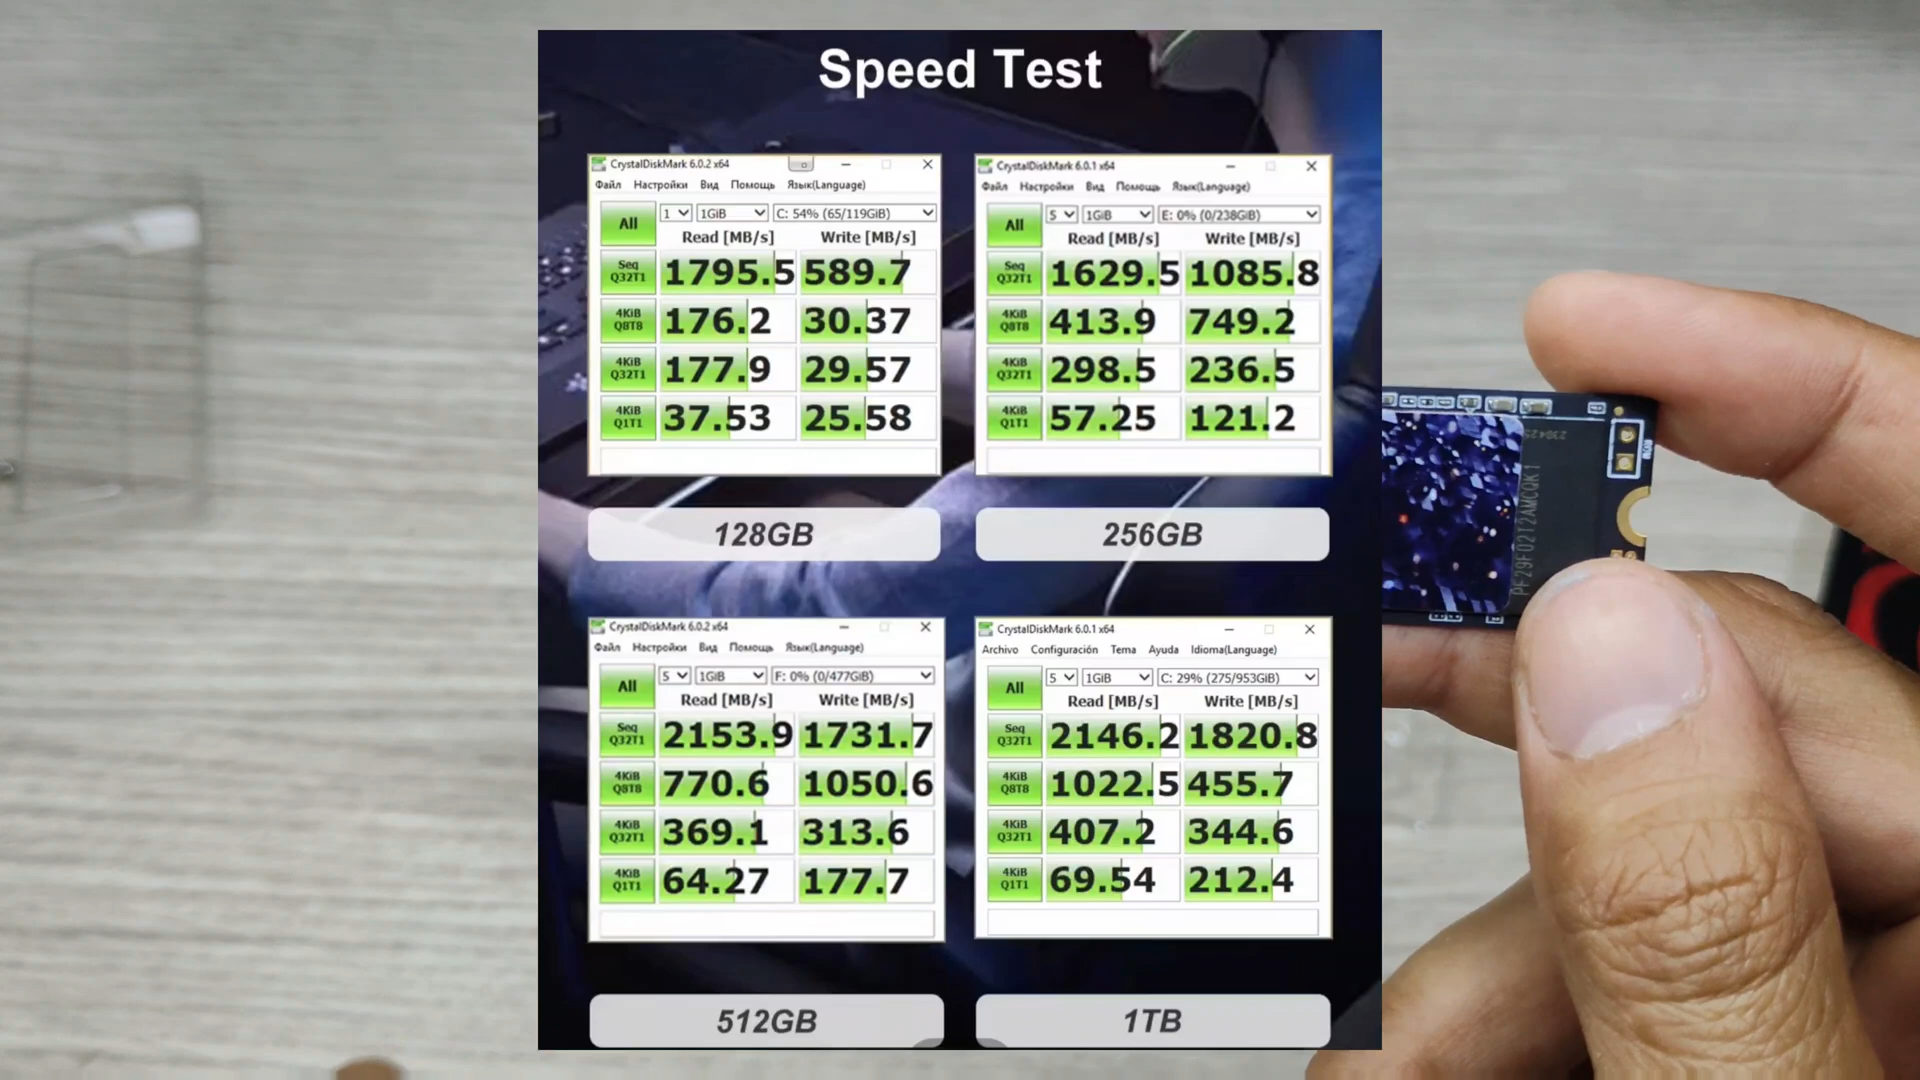 Speed Test
CrystalDiskMark 6.0.2 x64
Файл Настройки Вид Помощь Язык(Language)
All 1 1GiB C: 54% (65/119GiB)
Read [MB/s] Write [MB/s]
Seq Q32T1 1795.5 589.7
4KiB Q8T8 176.2 30.37
4KiB Q32T1 177.9 29.57
4KiB Q1T1 37.53 25.58
128GB
CrystalDiskMark 6.0.1 x64
Файл Настройки Вид Помощь Язык(Language)
All 5 1GiB E: 0% (0/238GiB)
Read [MB/s] Write [MB/s]
Seq Q32T1 1629.5 1085.8
4KiB Q8T8 413.9 749.2
4KiB Q32T1 298.5 236.5
4KiB Q1T1 57.25 121.2
256GB
CrystalDiskMark 6.0.2 x64
Файл Настройки Вид Помощь Язык(Language)
All 5 1GiB F: 0% (0/477GiB)
Read [MB/s] Write [MB/s]
Seq Q32T1 2153.9 1731.7
4KiB Q8T8 770.6 1050.6
4KiB Q32T1 369.1 313.6
4KiB Q1T1 64.27 177.7
512GB
CrystalDiskMark 6.0.1 x64
Archivo Configuración Tema Ayuda Idioma(Language)
All 5 1GiB C: 29% (275/953GiB)
Read [MB/s] Write [MB/s]
Seq Q32T1 2146.2 1820.8
4KiB Q8T8 1022.5 455.7
4KiB Q32T1 407.2 344.6
4KiB Q1T1 69.54 212.4
1TB
PF29F02T2AMCQK1